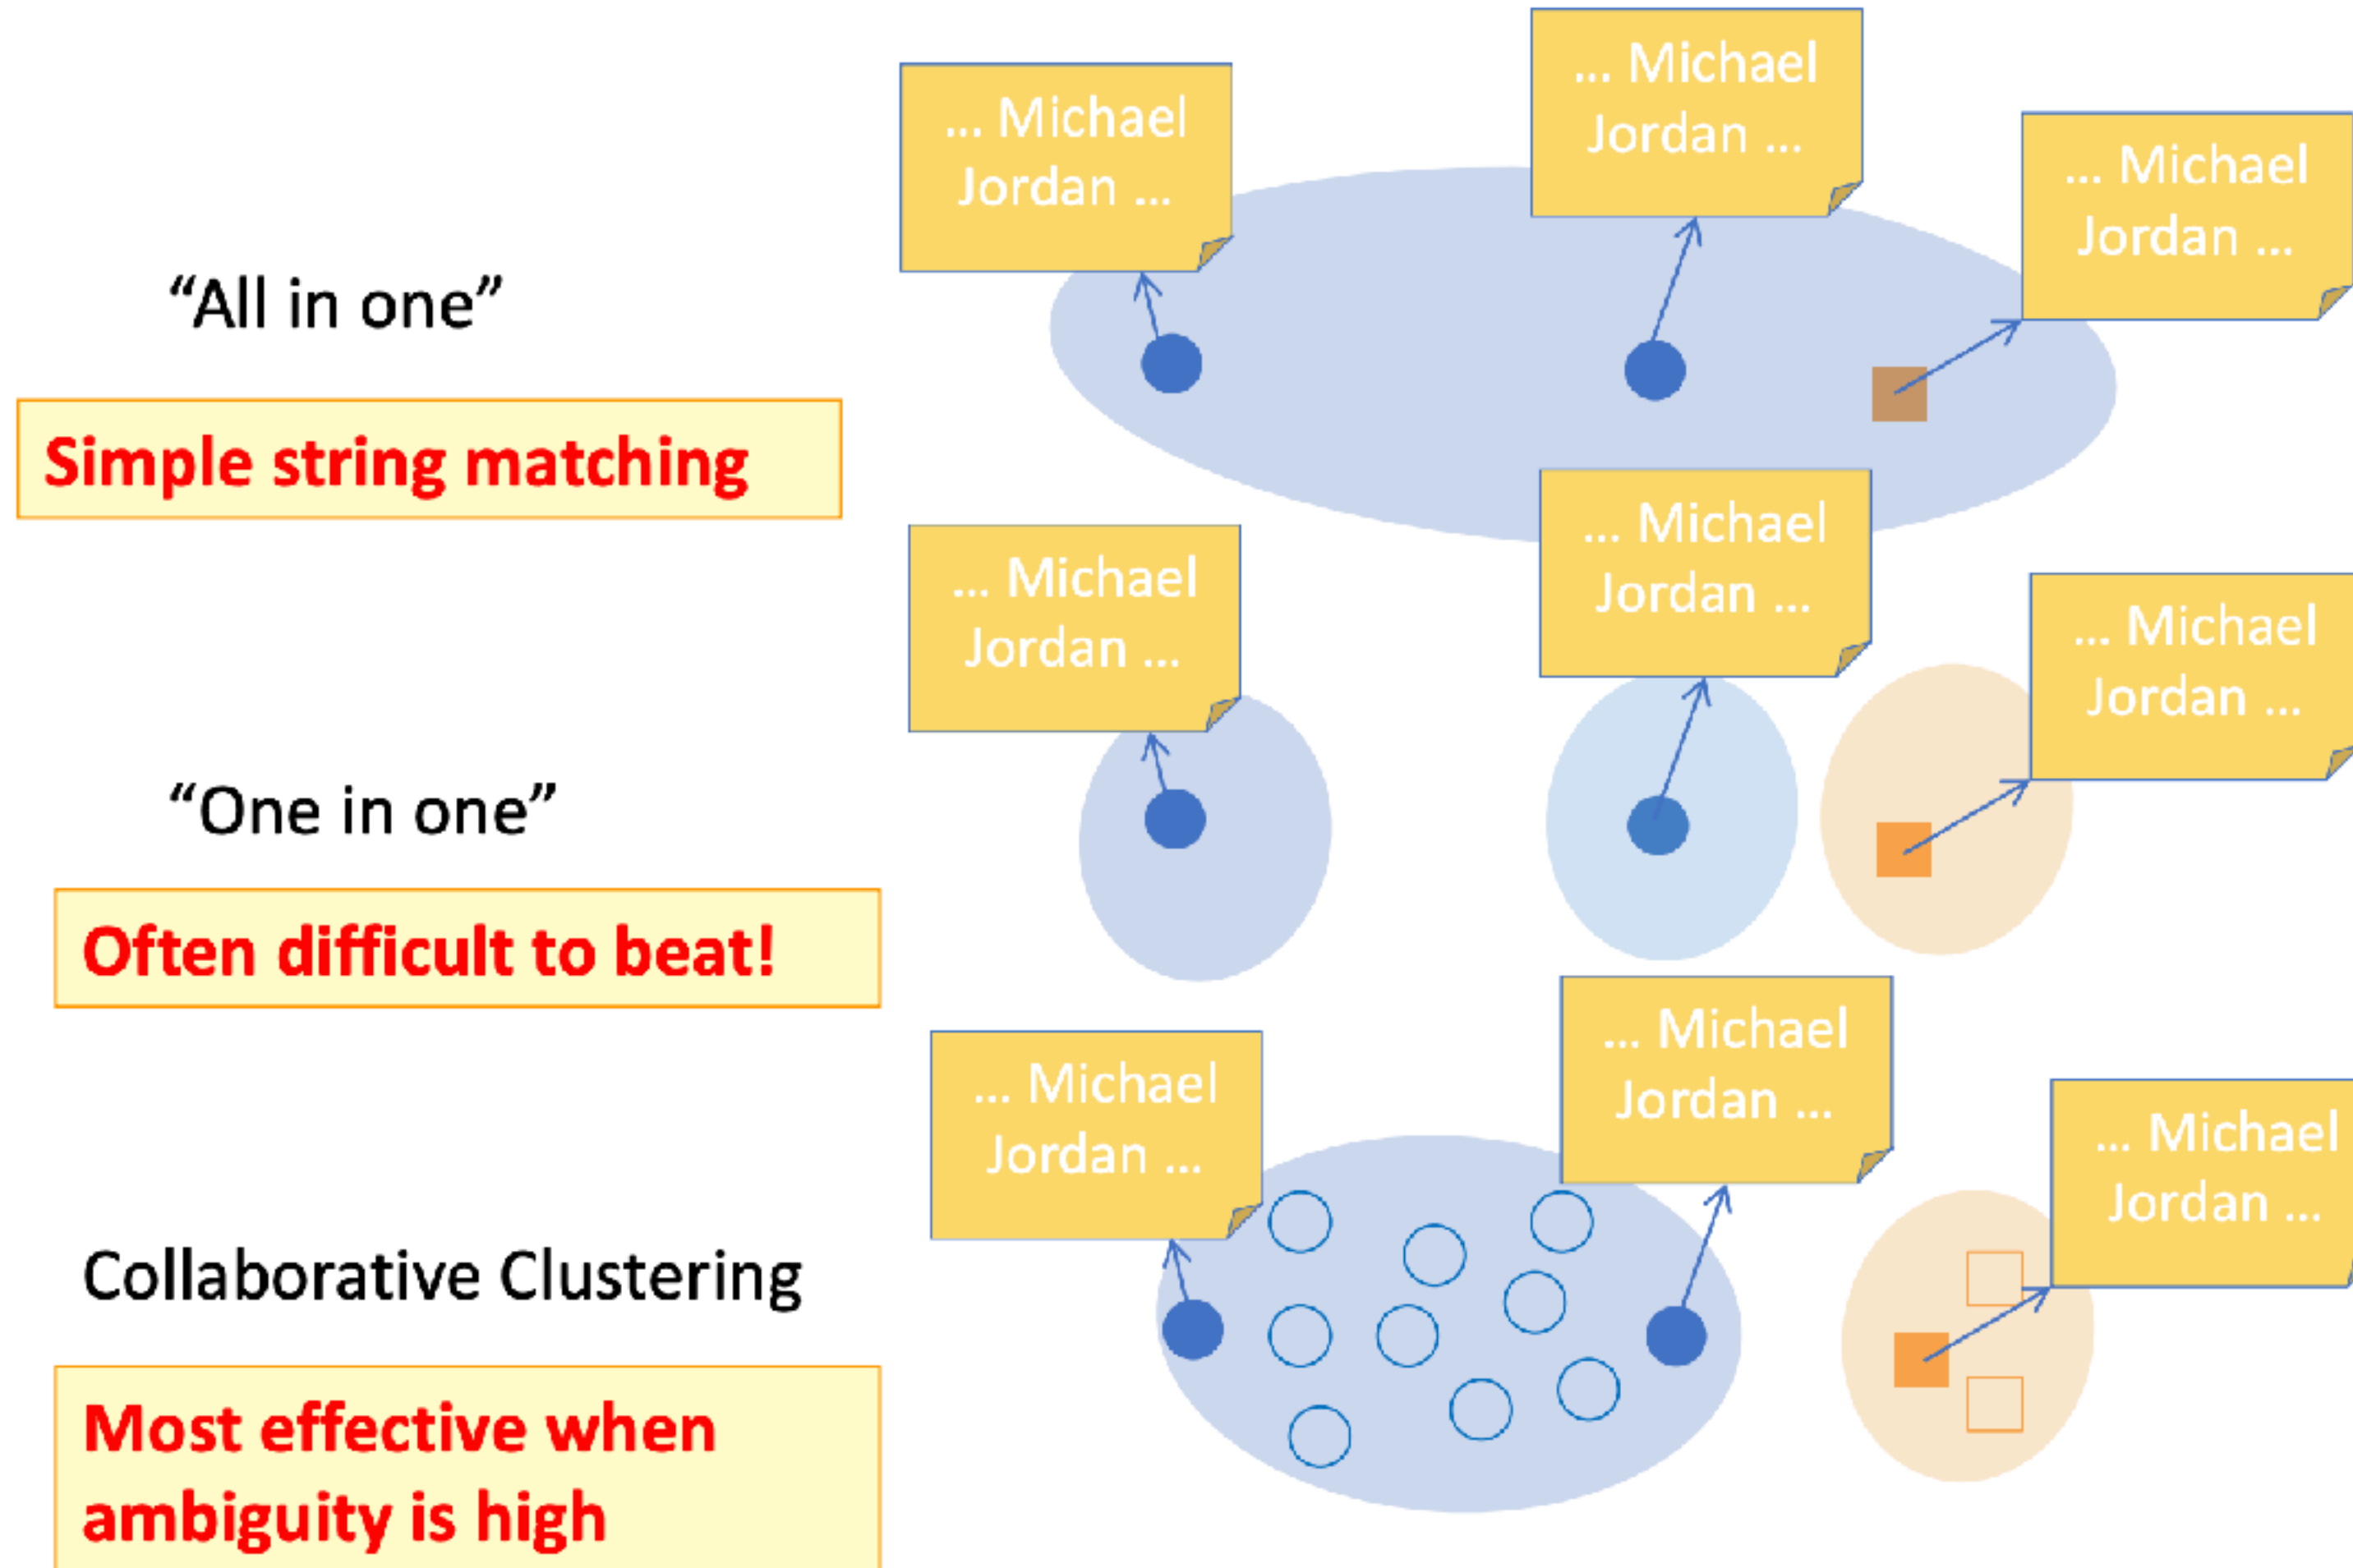 “All in one”
Simple string matching
... Michael
Jordan ...
... Michael
Jordan ...
... Michael
Jordan ...
“One in one”
Often difficult to beat!
... Michael
Jordan ...
... Michael
Jordan ...
... Michael
Jordan ...
Collaborative Clustering
Most effective when
ambiguity is high
... Michael
Jordan ...
... Michael
Jordan ...
... Michael
Jordan ...